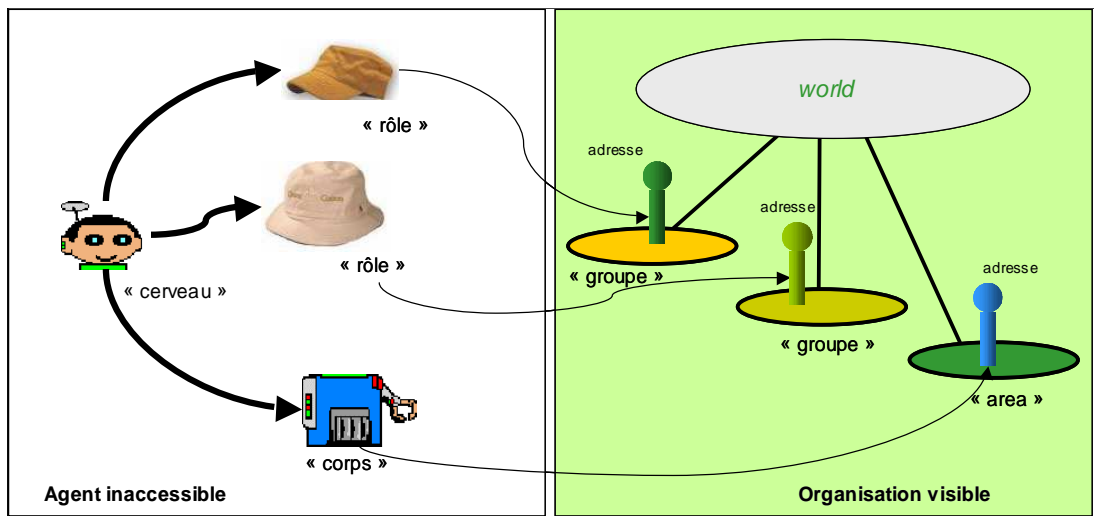 « rôle »
« rôle »
« cerveau »
« corps »
Agent inaccessible
world
adresse
adresse
« groupe »
adresse
« groupe »
« area »
Organisation visible